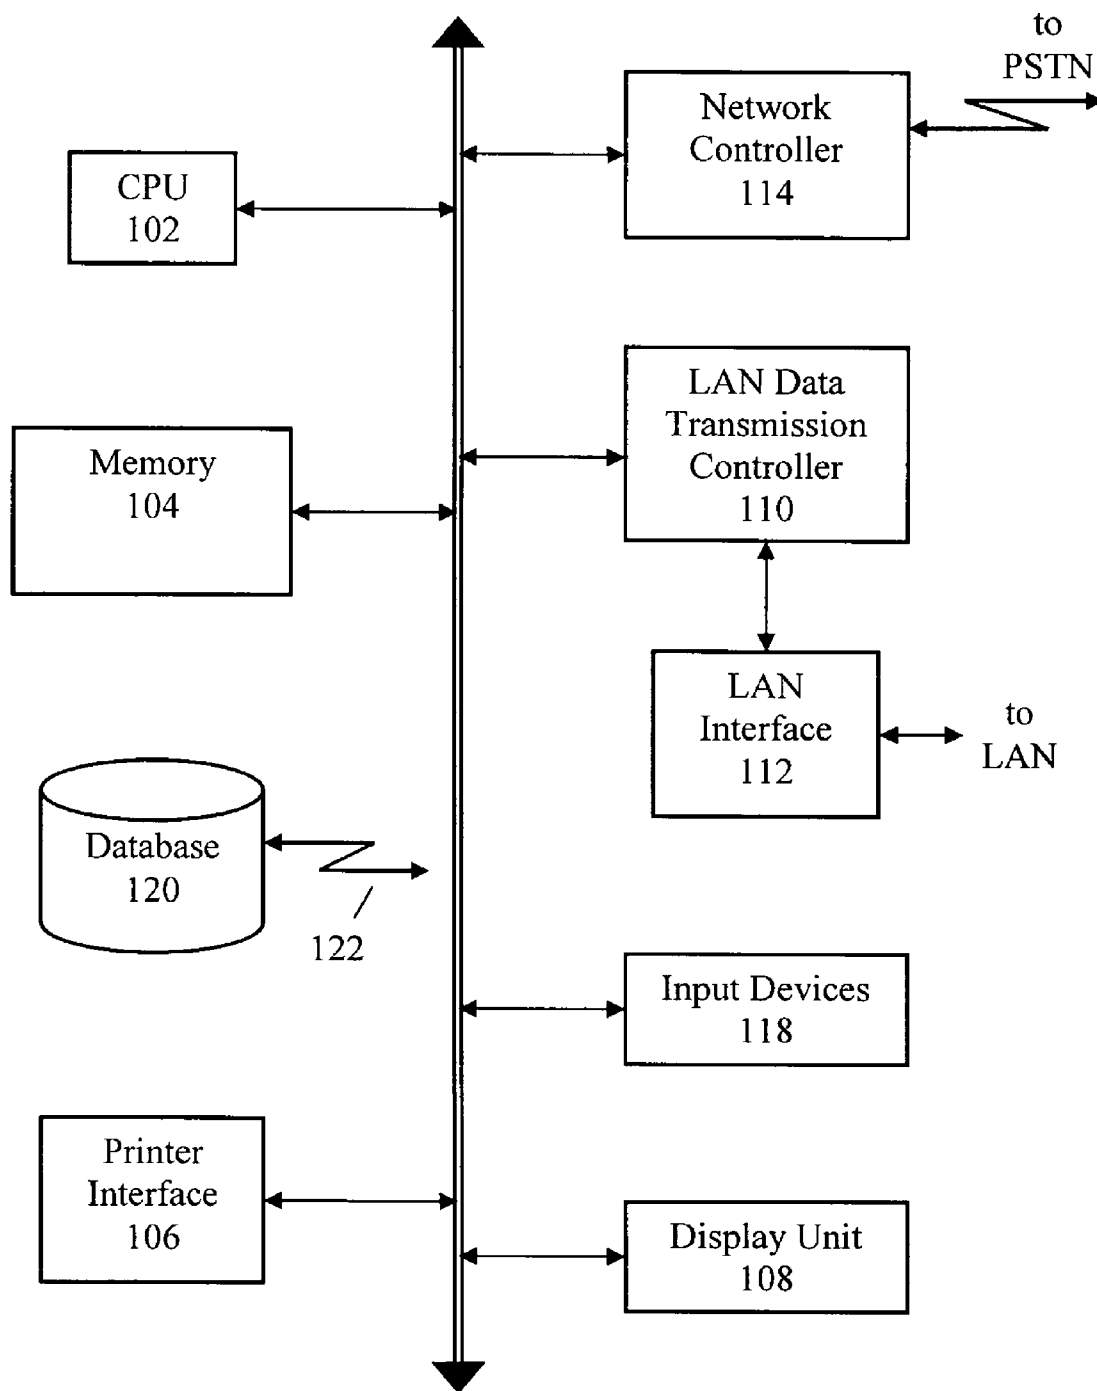 to
PSTN
Network
Controller
114
CPU
102
LAN Data
Transmission
Controller
110
Memory
104
LAN
Interface
112
to
LAN
Database
120
122
Input Devices
118
Printer
Interface
106
Display Unit
108